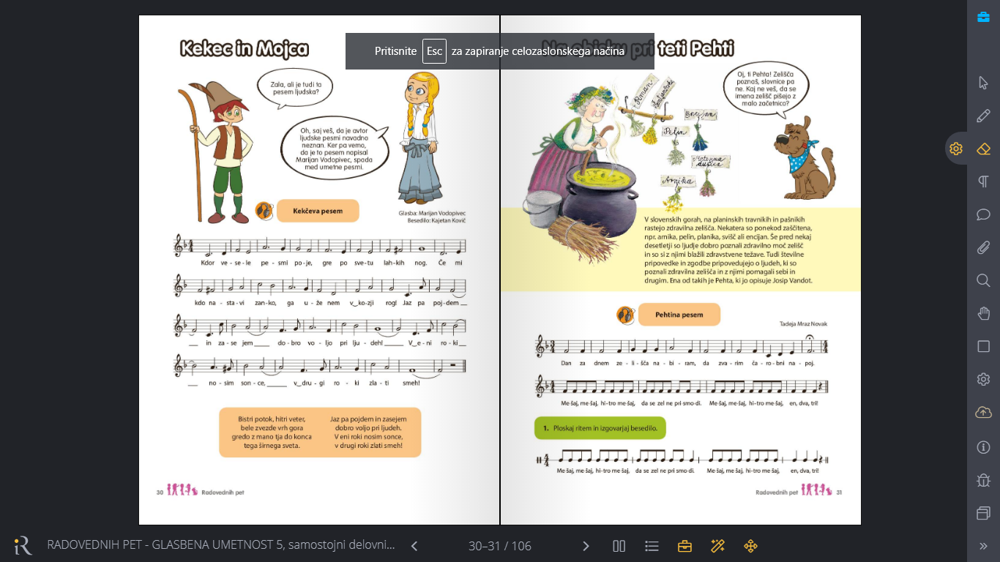 Kekec in Mojca
Zala, ali je tudi ta
pesem ljudska?
Oh, saj veš, da je avtor
ljudske pesmi navadno
neznan. Ker pa vemo,
da je to pesem napisal
Marijan Vodopivec, spada
med umetne pesmi.
Kekčeva pesem
Glasba: Marijan Vodopivec
Besedilo: Kajetan Kovič
4
4
Kdor ve - se - le pe - smi po - je, gre po sve - tu lah - kih nog. Če mi
kdo na - sta - vi zan - ko, ga u - že nem v‿ko - zji rog! Jaz pa poj - dem
in za - se jem do - bro vo - ljo pri lju - deh! V‿e - ni ro - ki
no - sim son - ce, v‿dru - gi ro - ki zla - ti smeh!
Bistri potok, hitri veter,
bele zvezde vrh gora
gredo z mano tja do konca
tega širnega sveta.
Jaz pa pojdem in zasejem
dobro voljo pri ljudeh.
V eni roki nosim sonce,
v drugi roki zlati smeh!
30
Radovednih pet
Pritisnite Esc za zapiranje celozaslonskega načina
Na obisku pri teti Pehti
Oj, ti Pehta! Zelišča
poznaš, slovnice pa
ne. Kaj ne veš, da se
imena zelišč pišejo z
malo začetnico?
Rman
Šentjanževka
Encijan
Pelin
Materina
dušica
Arnika
V slovenskih gorah, na planinskih travnikih in pašnikih
rastejo zdravilna zelišča. Nekatera so ponekod zaščitena,
npr. arnika, pelin, planika, svišč ali encijan. Še pred nekaj
desetletji so ljudje dobro poznali zdravilno moč zelišč
in so si z njimi blažili zdravstvene težave. Tudi številne
pripovedke in zgodbe pripovedujejo o ljudeh, ki so
poznali zdravilna zelišča in z njimi pomagali sebi in
drugim. Ena od takih je Pehta, ki jo opisuje Josip Vandot.
Pehtina pesem
Tadeja Mraz Novak
3
4
4
4
Dan za dnem ze - li - šča na - bi - ram, da zva - rim ča - ro - bni na - poj.
4
4
Me-šaj, me-šaj, hi-tro me-šaj, da se zel ne pri-smo-di. Me-šaj, me-šaj, hi-tro me-šaj, en, dva, tri!
1. Ploskaj ritem in izgovarjaj besedilo.
4
4
Me-šaj, me-šaj, hi-tro me šaj, da se zel ne pri smo-di. Me-šaj, me-šaj, hi-tro me šaj, en, dva, tri!
Radovednih pet
31
RADOVEDNIH PET - GLASBENA UMETNOST 5, samostojni delovni...
30–31 / 106